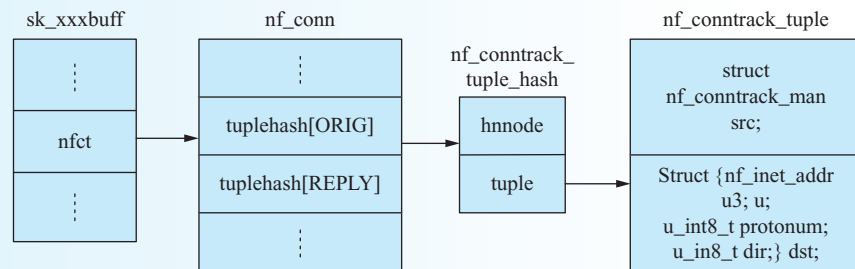 sk_xxxbuff
nfct
nf_conn
tuplehash[ORIG]
tuplehash[REPLY]
nf_conntrack_
tuple_hash
hnnode
tuple
nf_conntrack_tuple
struct
nf_conntrack_man
src;
Struct {nf_inet_addr
u3; u;
u_int8_t protonum;
u_in8_t dir;} dst;